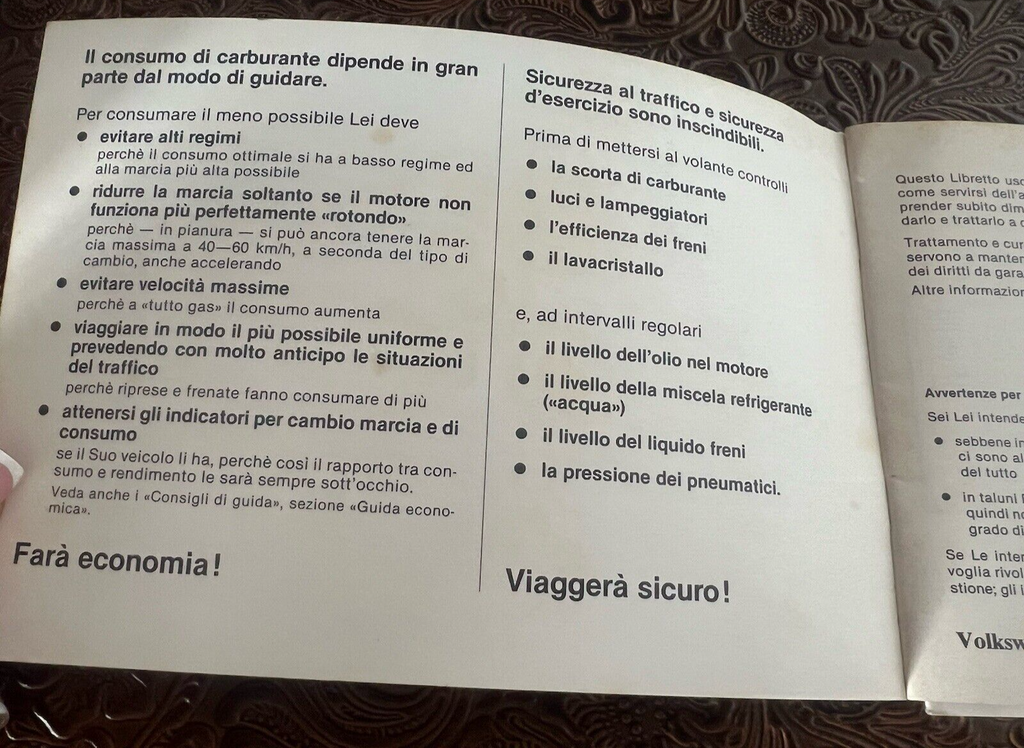 Il consumo di carburante dipende in gran
parte dal modo di guidare.
Per consumare il meno possibile Lei deve
● evitare alti regimi
perchè il consumo ottimale si ha a basso regime ed
alla marcia più alta possibile
● ridurre la marcia soltanto se il motore non
funziona più perfettamente «rotondo»
perchè — in pianura — si può ancora tenere la mar-
cia massima a 40—60 km/h, a seconda del tipo di
cambio, anche accelerando
● evitare velocità massime
perchè a «tutto gas» il consumo aumenta
● viaggiare in modo il più possibile uniforme e
prevedendo con molto anticipo le situazioni
del traffico
perchè riprese e frenate fanno consumare di più
● attenersi gli indicatori per cambio marcia e di
consumo
se il Suo veicolo li ha, perchè così il rapporto tra con-
sumo e rendimento le sarà sempre sott'occhio.
Veda anche i «Consigli di guida», sezione «Guida econo-
mica».
Farà economia!
Sicurezza al traffico e sicurezza
d'esercizio sono inscindibili.
Prima di mettersi al volante controlli
● la scorta di carburante
● luci e lampeggiatori
● l'efficienza dei freni
● il lavacristallo
e, ad intervalli regolari
● il livello dell'olio nel motore
● il livello della miscela refrigerante
(«acqua»)
● il livello del liquido freni
● la pressione dei pneumatici.
Viaggerà sicuro!
Questo Libretto
come servirsi
prender subito
darlo e trattarlo a
Trattamento e
servono a
dei diritti da
Altre
Avvertenze per
Sei Lei
● sebbene
ci sono
del tutto
● in taluni
quindi
grado
Se Le
voglia
stione; gli